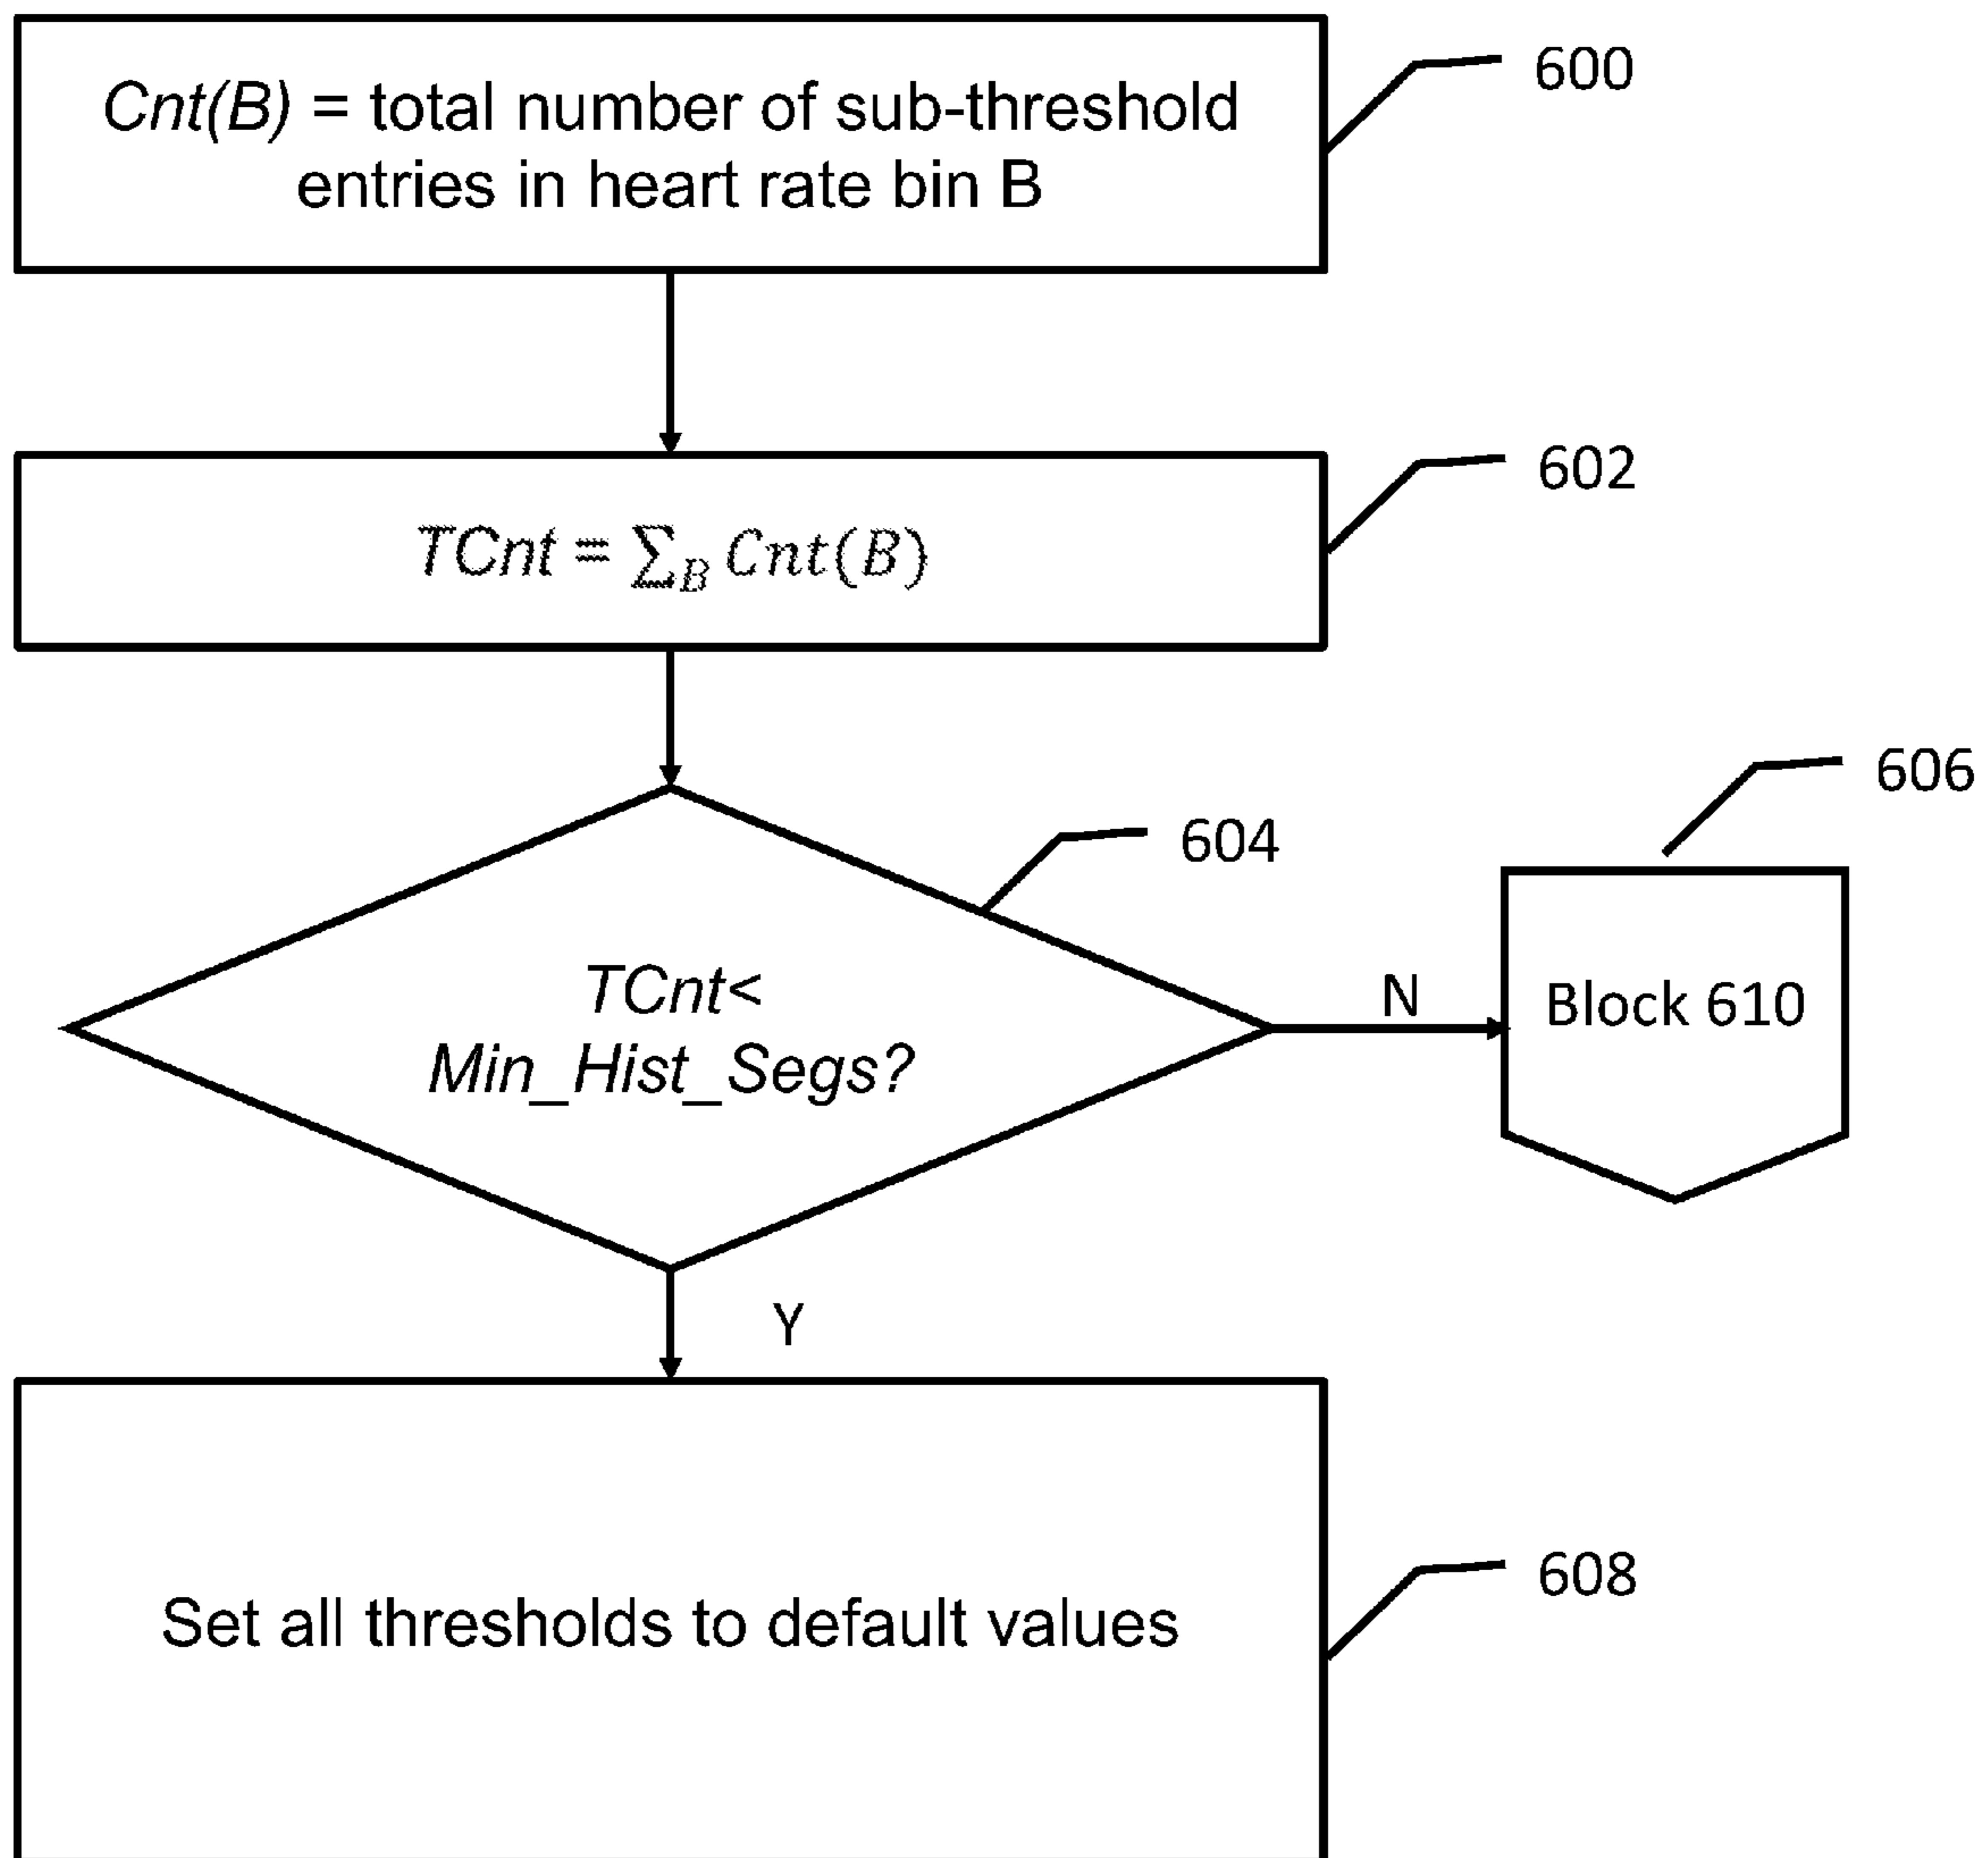 Cnt(B) = total number of sub-threshold
entries in heart rate bin B
600
TCnt = ∑B Cnt(B)
602
604
606
TCnt<
Min_Hist_Segs?
N
Block 610
Y
Set all thresholds to default values
608